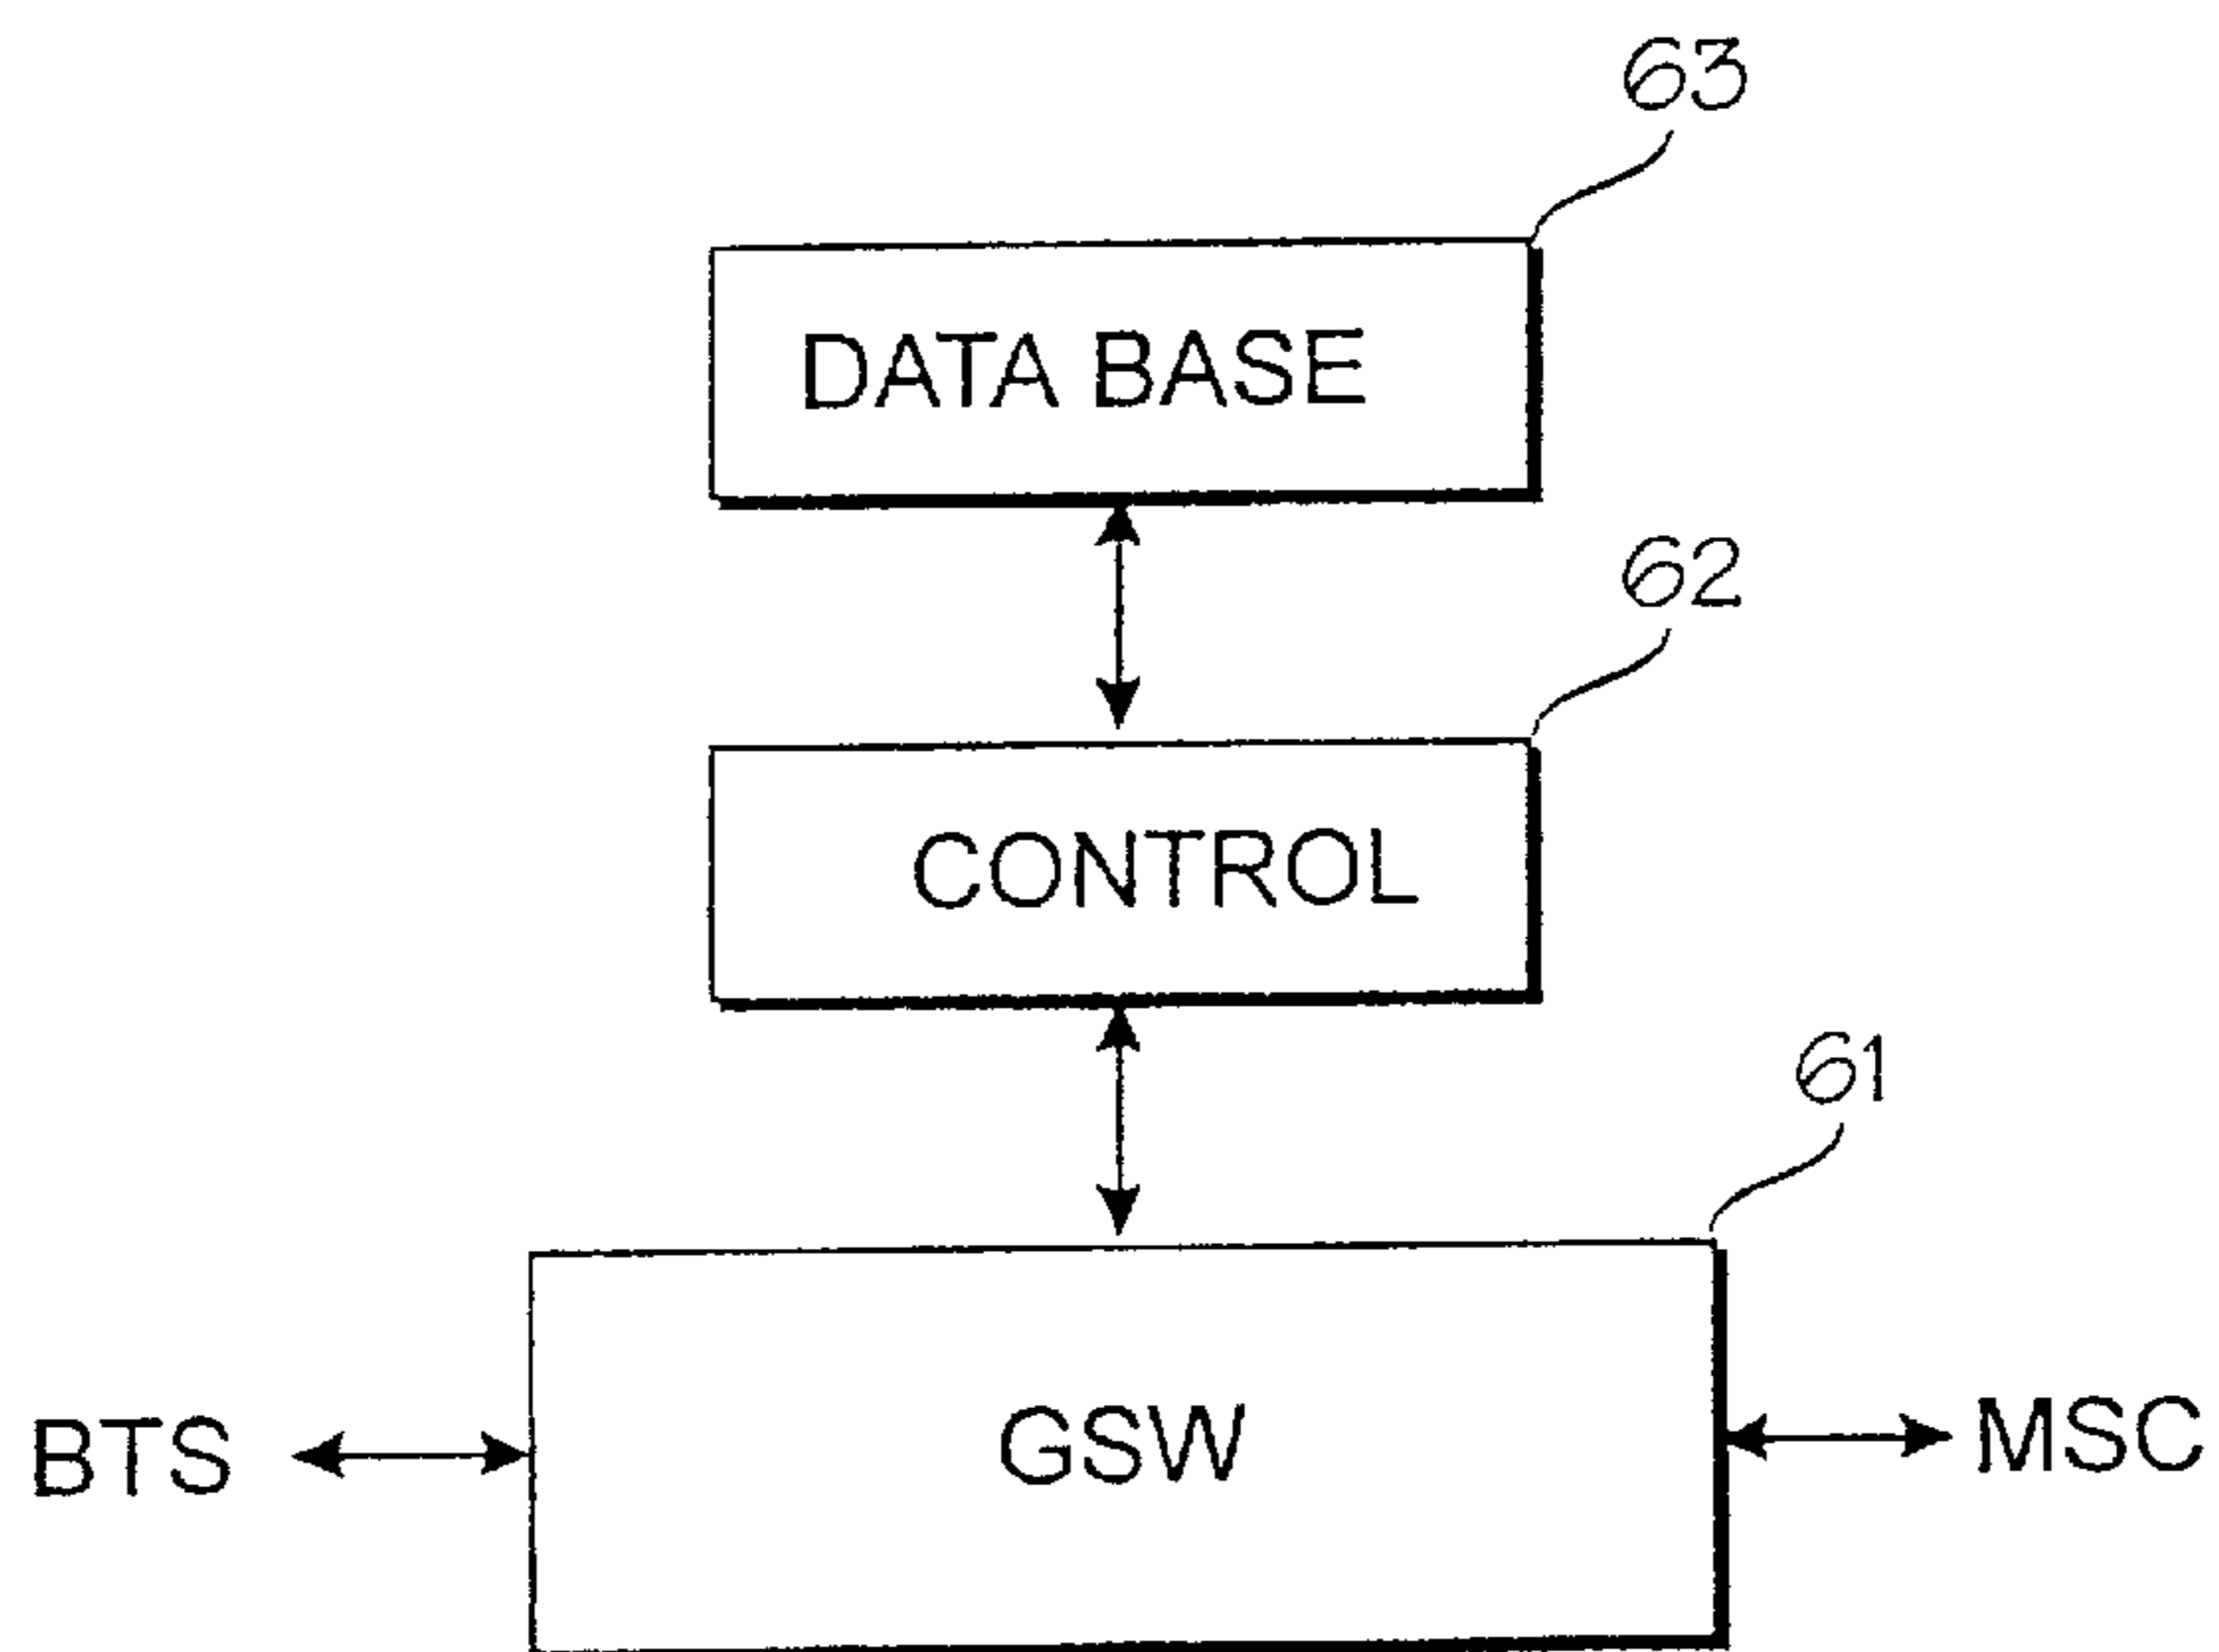 63
DATA BASE
62
CONTROL
61
BTS
GSW
MSC